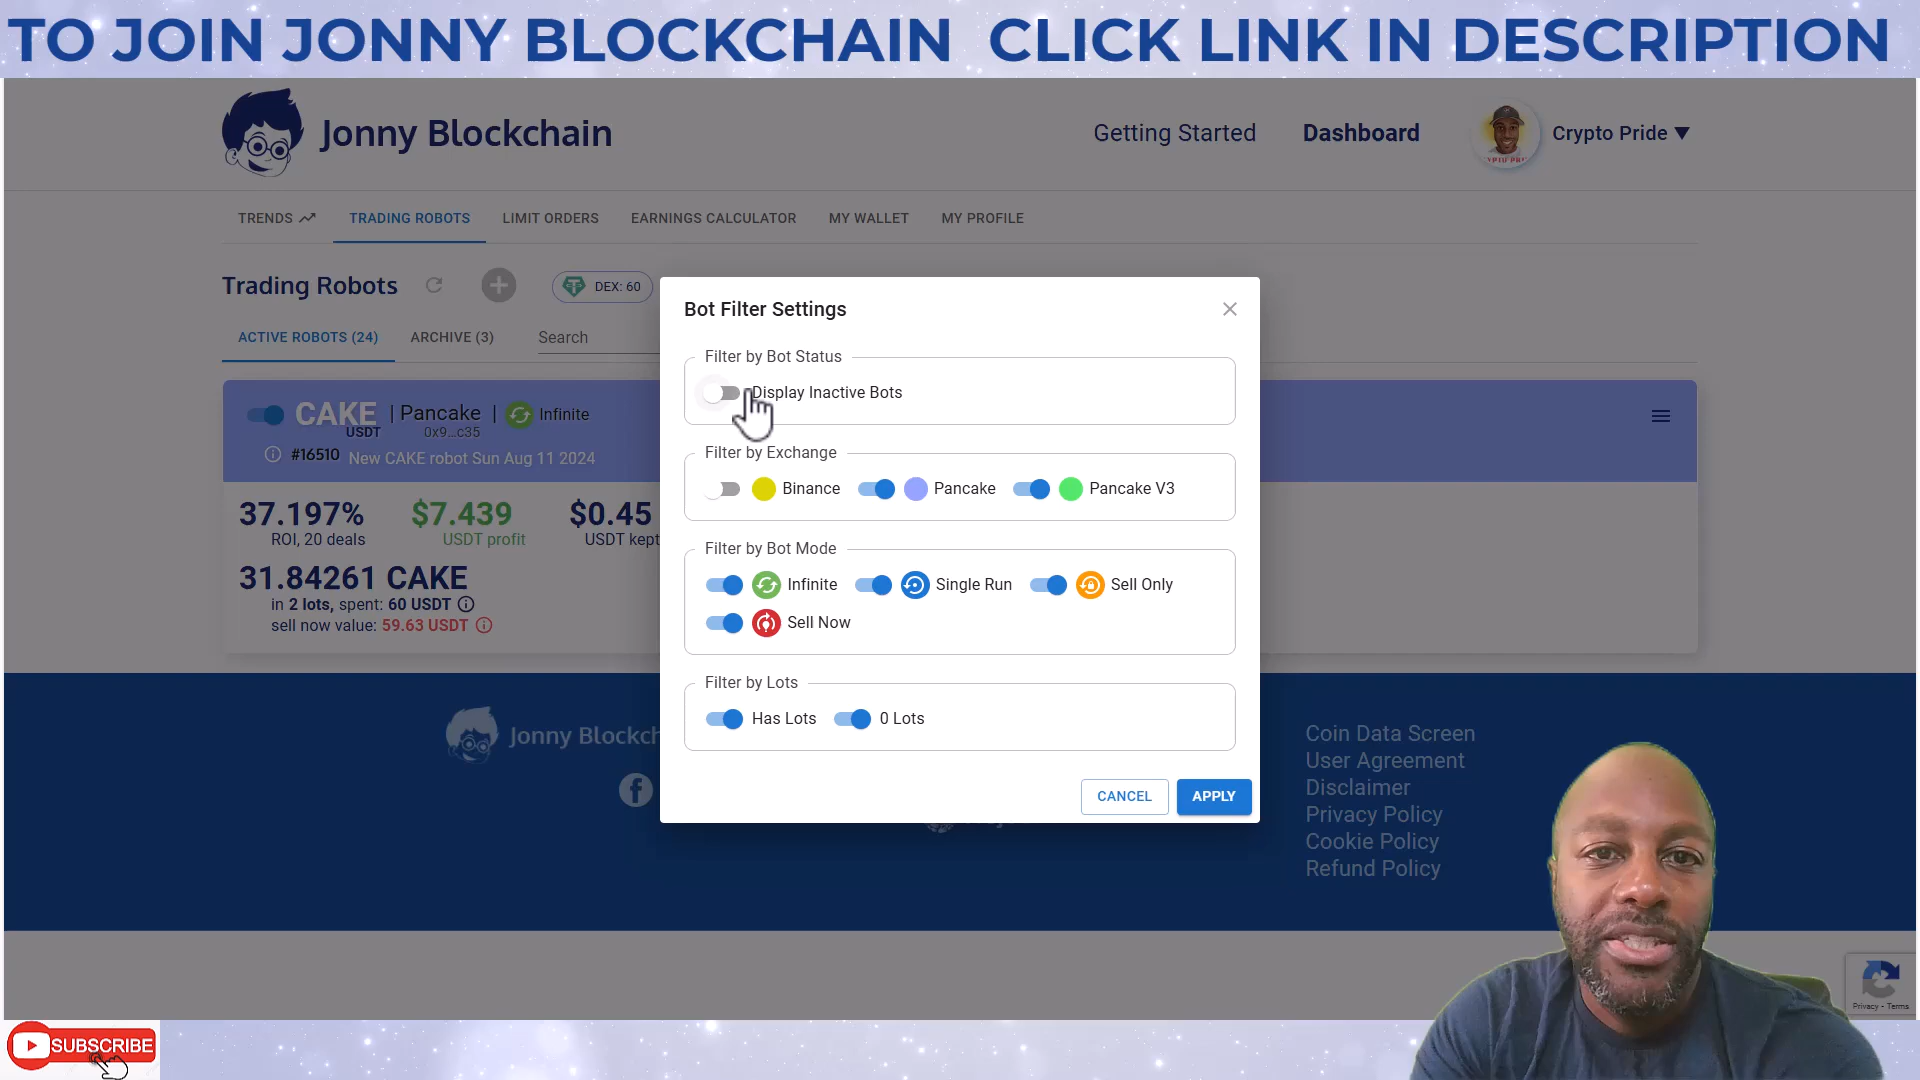 TO JOIN JONNY BLOCKCHAIN CLICK LINK IN DESCRIPTION
Jonny Blockchain
Getting Started
Dashboard
Crypto Pride
TRENDS
TRADING ROBOTS
LIMIT ORDERS
EARNINGS CALCULATOR
MY WALLET
MY PROFILE
Trading Robots
DEX: 60
ACTIVE ROBOTS (24)
ARCHIVE (3)
Search
CAKE | Pancake | Infinite
USDT 0x9...c35
#16510 New CAKE robot Sun Aug 11 2024
37.197% $7.439 $0.45
ROI, 20 deals USDT profit USDT kept
31.84261 CAKE
in 2 lots, spent: 60 USDT
sell now value: 59.63 USDT
Bot Filter Settings
Filter by Bot Status
Display Inactive Bots
Filter by Exchange
Binance Pancake Pancake V3
Filter by Bot Mode
Infinite Single Run Sell Only
Sell Now
Filter by Lots
Has Lots 0 Lots
CANCEL APPLY
Jonny Blockch
Coin Data Screen
User Agreement
Disclaimer
Privacy Policy
Cookie Policy
Refund Policy
Privacy - Terms
SUBSCRIBE